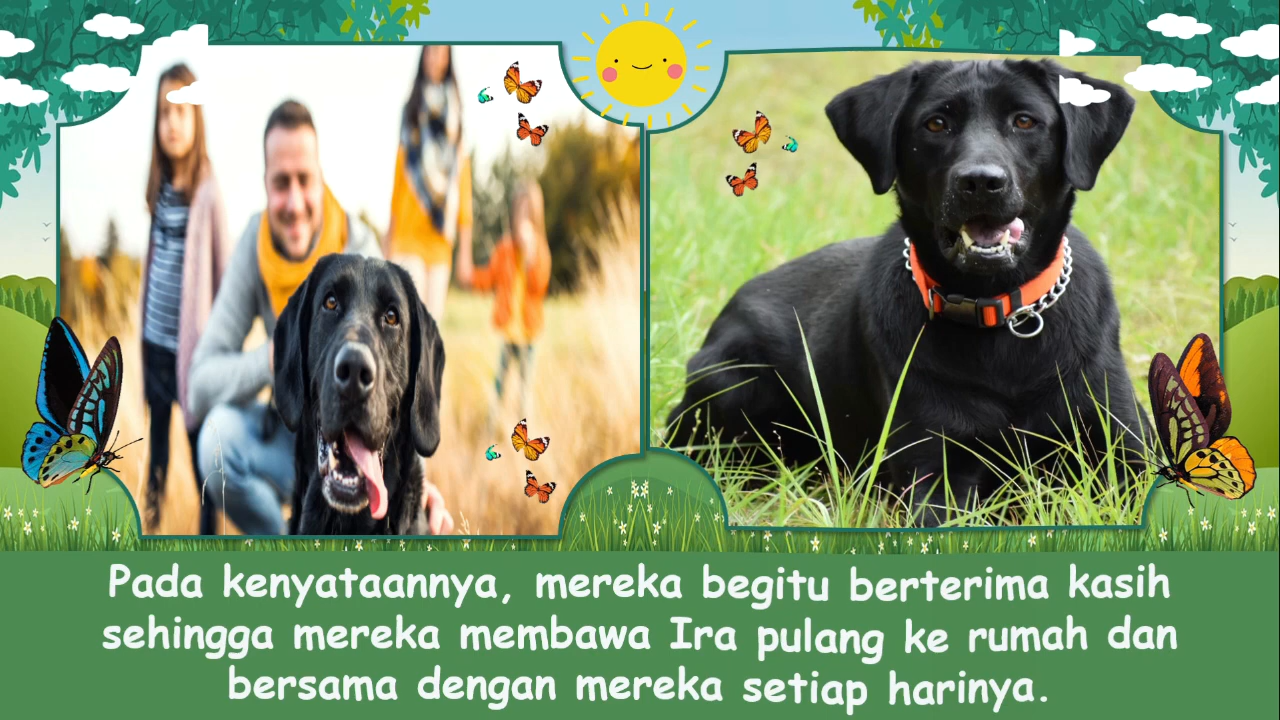 Pada kenyataannya, mereka begitu berterima kasih
sehingga mereka membawa Ira pulang ke rumah dan
bersama dengan mereka setiap harinya.